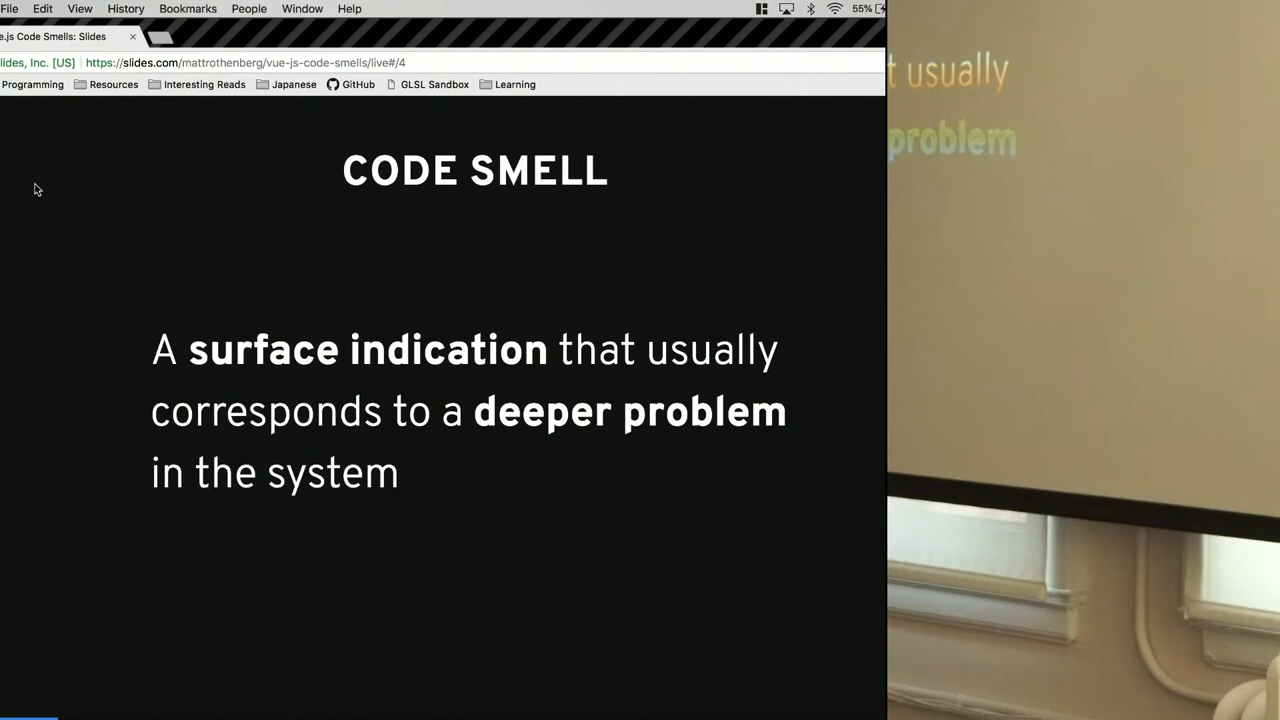 File Edit View History Bookmarks People Window Help 55%
e.js Code Smells: Slides
lides, Inc. [US] https://slides.com/mattrothenberg/vue-js-code-smells/live#/4
Programming Resources Interesting Reads Japanese GitHub GLSL Sandbox Learning
CODE SMELL
A surface indication that usually
corresponds to a deeper problem
in the system
t usually
problem